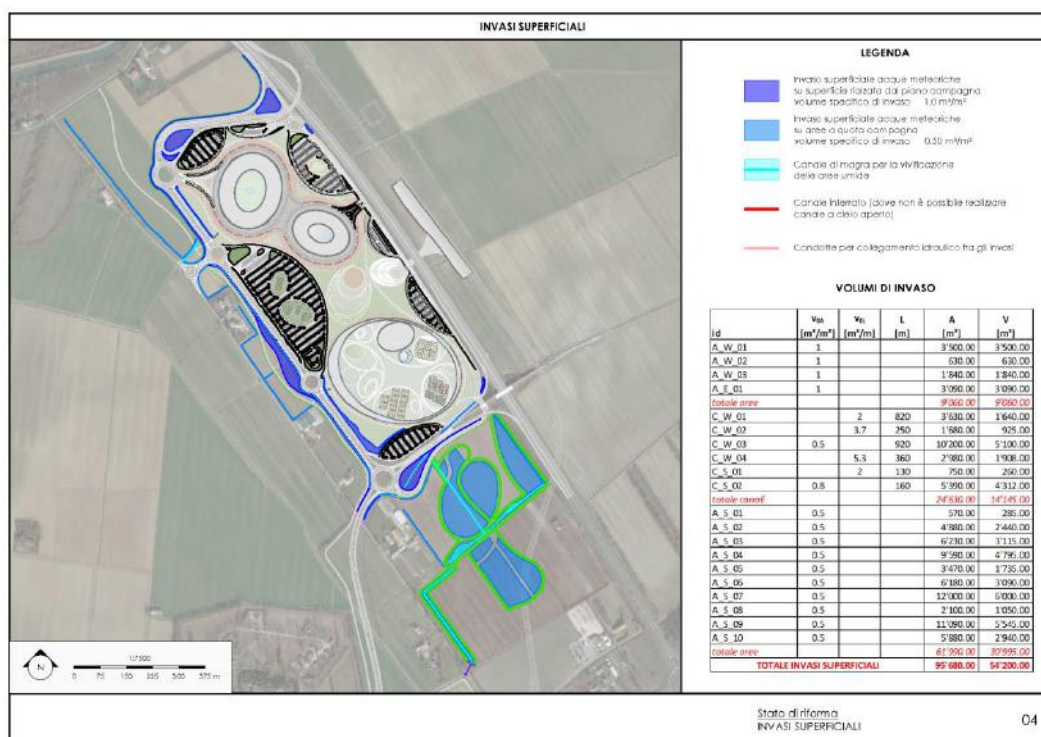 INVASI SUPERFICIALI
LEGENDA
Invaso superficiale acque meteoriche
su superficie rialzata dal piano campagna
volume specifico di invaso 1.0 m³/m²
Invaso superficiale acque meteoriche
su aree a quota campagna
volume specifico di invaso 0.50 m³/m²
Canale di magra per la vivificazione
delle aree umide
Canale interrato (dove non è possibile realizzare
canale a cielo aperto)
Condotte per collegamento idraulico fra gli invasi
VOLUMI DI INVASO
id [m³/m²] [m³/m] L [m] A [m²] V [m³]
A_W_01 1 3'500.00 3'500.00
A_W_02 1 630.00 630.00
A_W_03 1 1'840.00 1'840.00
A_E_01 1 3'090.00 3'090.00
totale aree 9'060.00 9'060.00
C_W_01 2 820 3'630.00 1'640.00
C_W_02 3.7 250 1'680.00 925.00
C_W_03 0.5 920 10'200.00 5'100.00
C_W_04 5.3 360 2'980.00 1'908.00
C_S_01 2 130 750.00 260.00
C_S_02 0.8 160 5'390.00 4'312.00
totale canali 24'630.00 14'145.00
A_S_01 0.5 570.00 285.00
A_S_02 0.5 4'880.00 2'440.00
A_S_03 0.5 6'230.00 3'115.00
A_S_04 0.5 9'590.00 4'795.00
A_S_05 0.5 3'470.00 1'735.00
A_S_06 0.5 6'180.00 3'090.00
A_S_07 0.5 12'000.00 6'000.00
A_S_08 0.5 2'100.00 1'050.00
A_S_09 0.5 11'090.00 5'545.00
A_S_10 0.5 5'880.00 2'940.00
totale aree 61'990.00 30'995.00
TOTALE INVASI SUPERFICIALI 95'680.00 54'200.00
N
1:7500
0 75 150 225 300 375 m
Stato di riforma
INVASI SUPERFICIALI
04